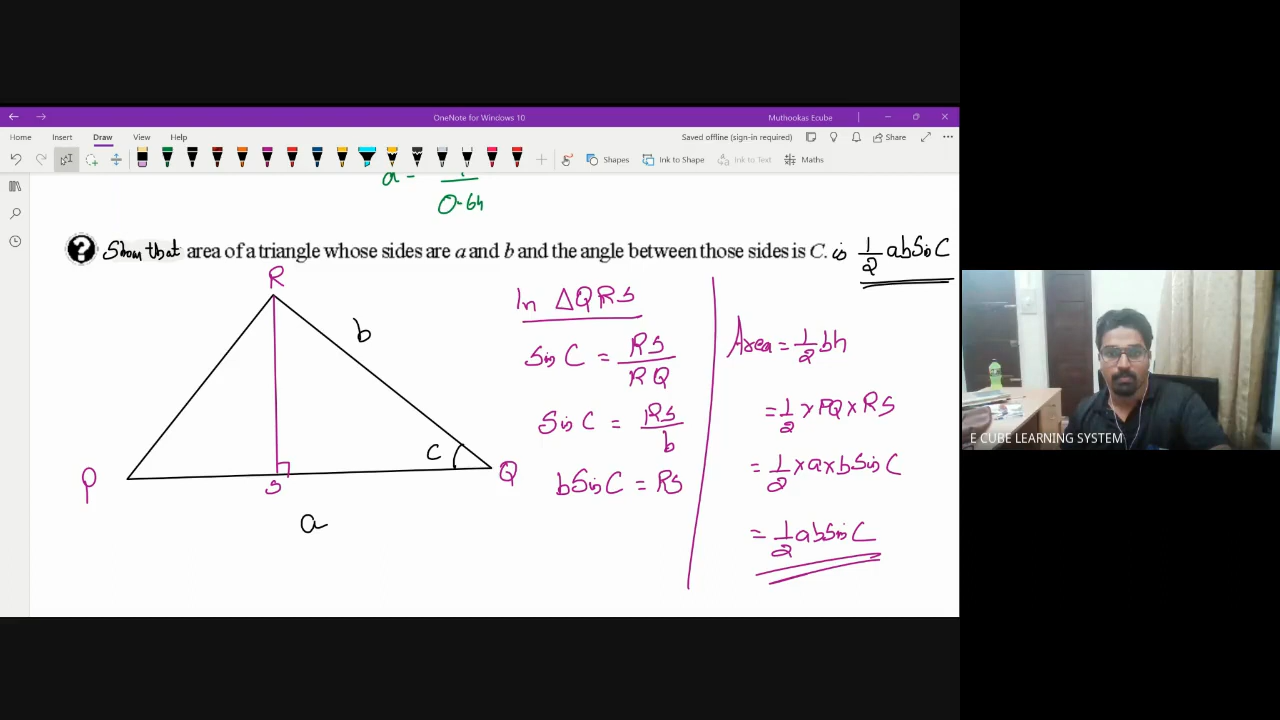 OneNote for Windows 10
Muthookas Ecube
Home Insert Draw View Help
Saved offline (sign-in required) Share
Shapes Ink to Shape Ink to Text Maths
a =
0.64
? Show that area of a triangle whose sides are a and b and the angle between those sides is C. is 1/2 abSinC
R
b
C
P
S
Q
a
In ΔQRS
Sin C = RS/RQ
Sin C = RS/b
bSinC = RS
Area = 1/2 bh
= 1/2 × PQ × RS
= 1/2 × a × bSinC
= 1/2 abSinC
E CUBE LEARNING SYSTEM